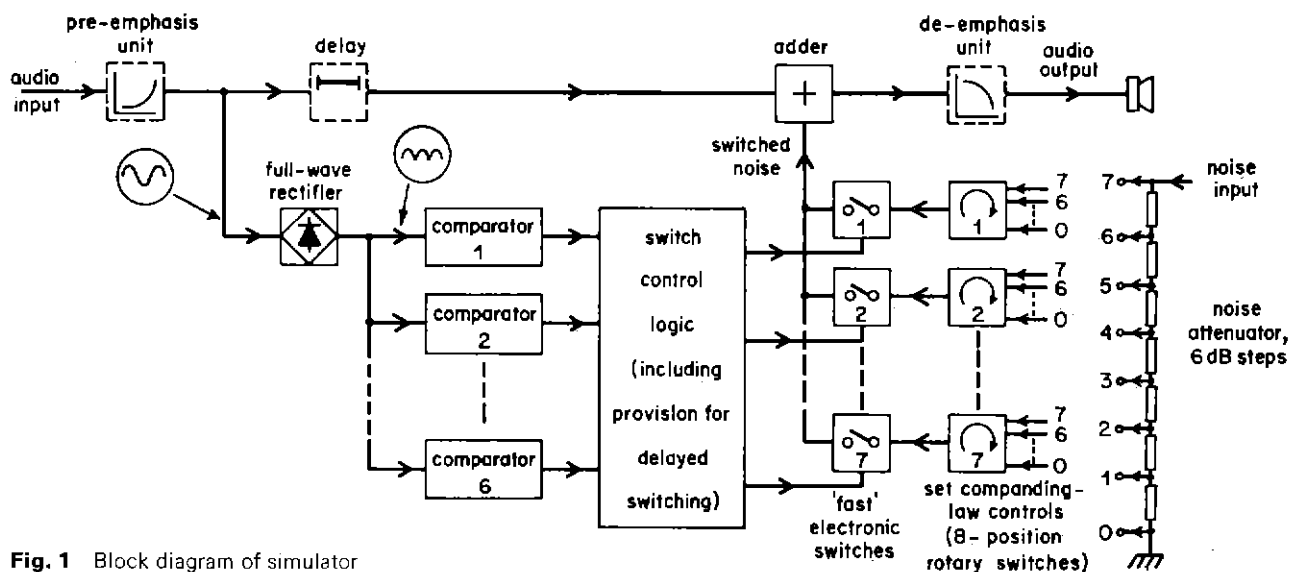 pre-emphasis
unit
delay
adder
de-emphasis
unit
audio
output
audio
input
+
switched
noise
full-wave
rectifier
comparator
1
comparator
2
comparator
6
switch
control
logic
(including
provision for
delayed
switching)
1
2
7
'fast'
electronic
switches
1
7
6
0
2
7
6
0
7
7
6
0
set companding-
law controls
(8-position
rotary switches)
noise
input
7
6
5
4
3
2
1
0
noise
attenuator,
6 dB steps
Fig. 1 Block diagram of simulator